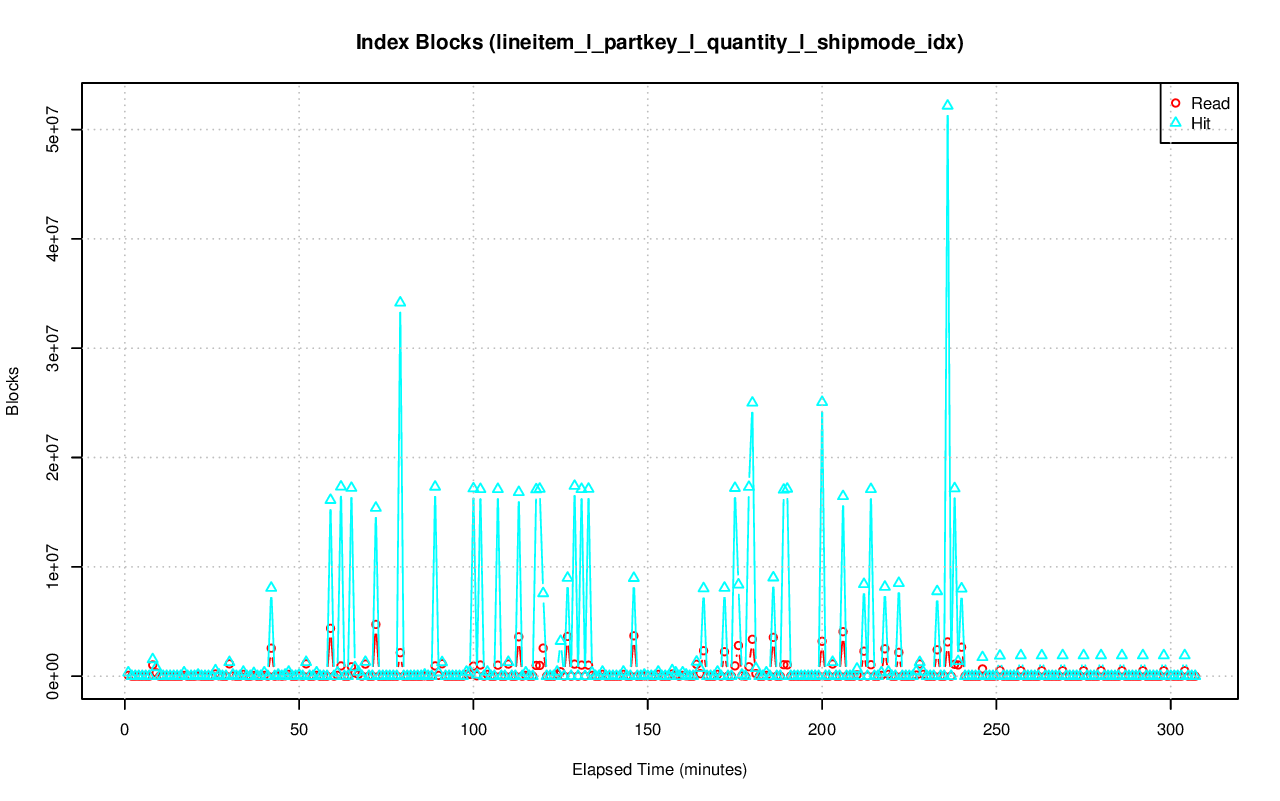 Index Blocks (lineitem_l_partkey_l_quantity_l_shipmode_idx)
Read
Hit
5e+07
4e+07
3e+07
2e+07
1e+07
0e+00
Blocks
0 50 100 150 200 250 300
Elapsed Time (minutes)